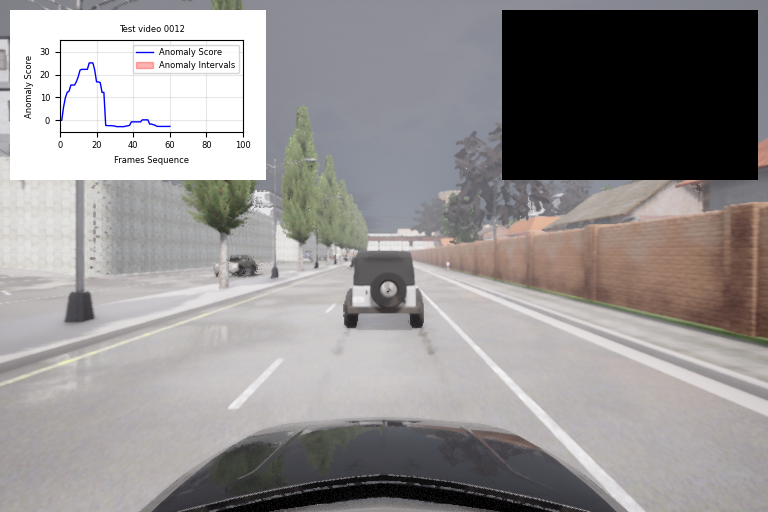 Test video 0012
Anomaly Score
30
20
10
0
Anomaly Score
Anomaly Intervals
0 20 40 60 80 100
Frames Sequence